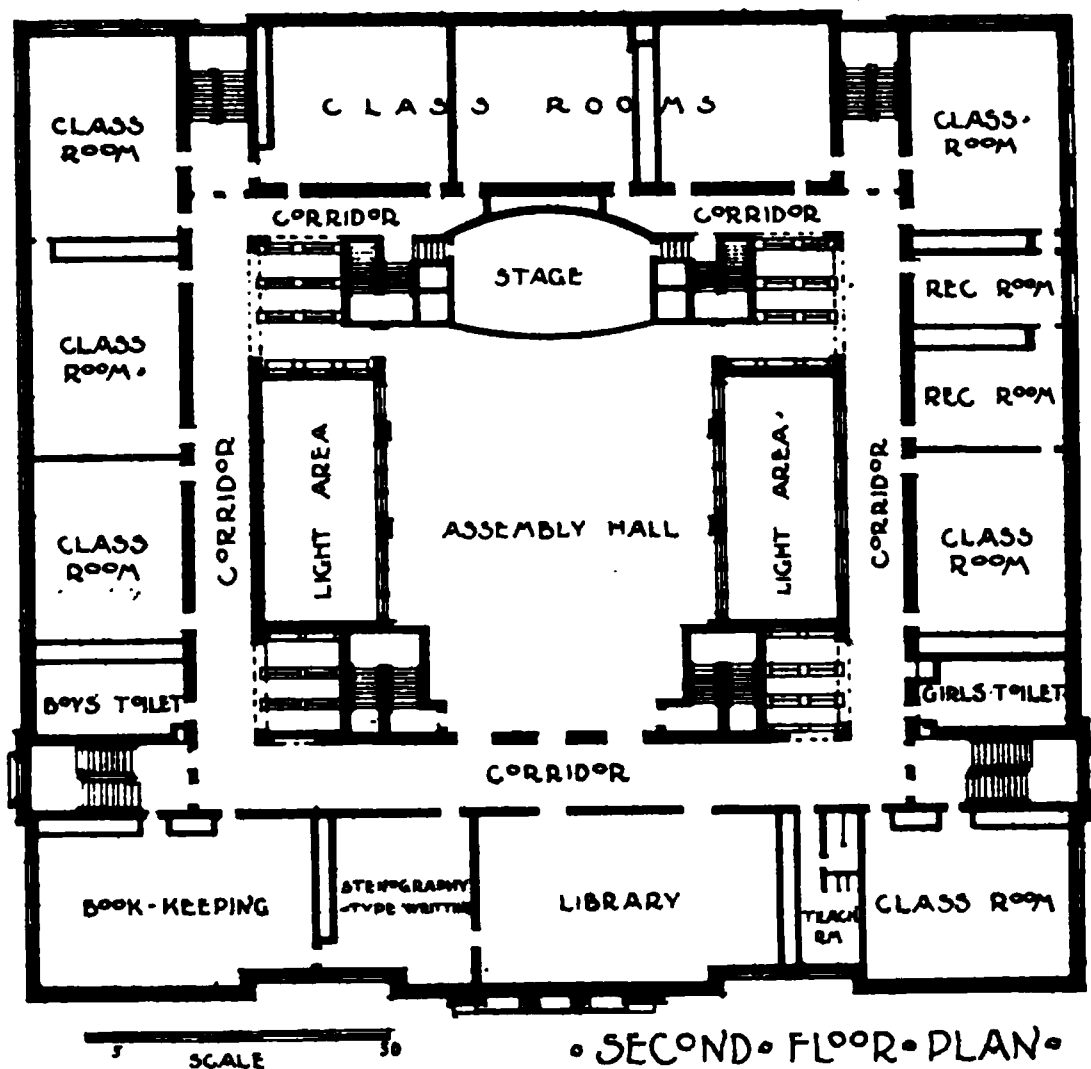 CLASS ROOMS
CLASS
ROOM
CLASS.
ROOM
CORRIDOR
CORRIDOR
STAGE
REC ROOM
CLASS
ROOM.
REC ROOM
CORRIDOR
LIGHT AREA
ASSEMBLY HALL
LIGHT AREA.
CORRIDOR
CLASS
ROOM
CLASS
ROOM
BOYS TOILET
GIRLS·TOILET
CORRIDOR
BOOK-KEEPING
STENOGRAPHY
-TYPE WRITING
LIBRARY
TEACH
RM
CLASS ROOM
5 30
SCALE
• SECOND • FLOOR • PLAN •